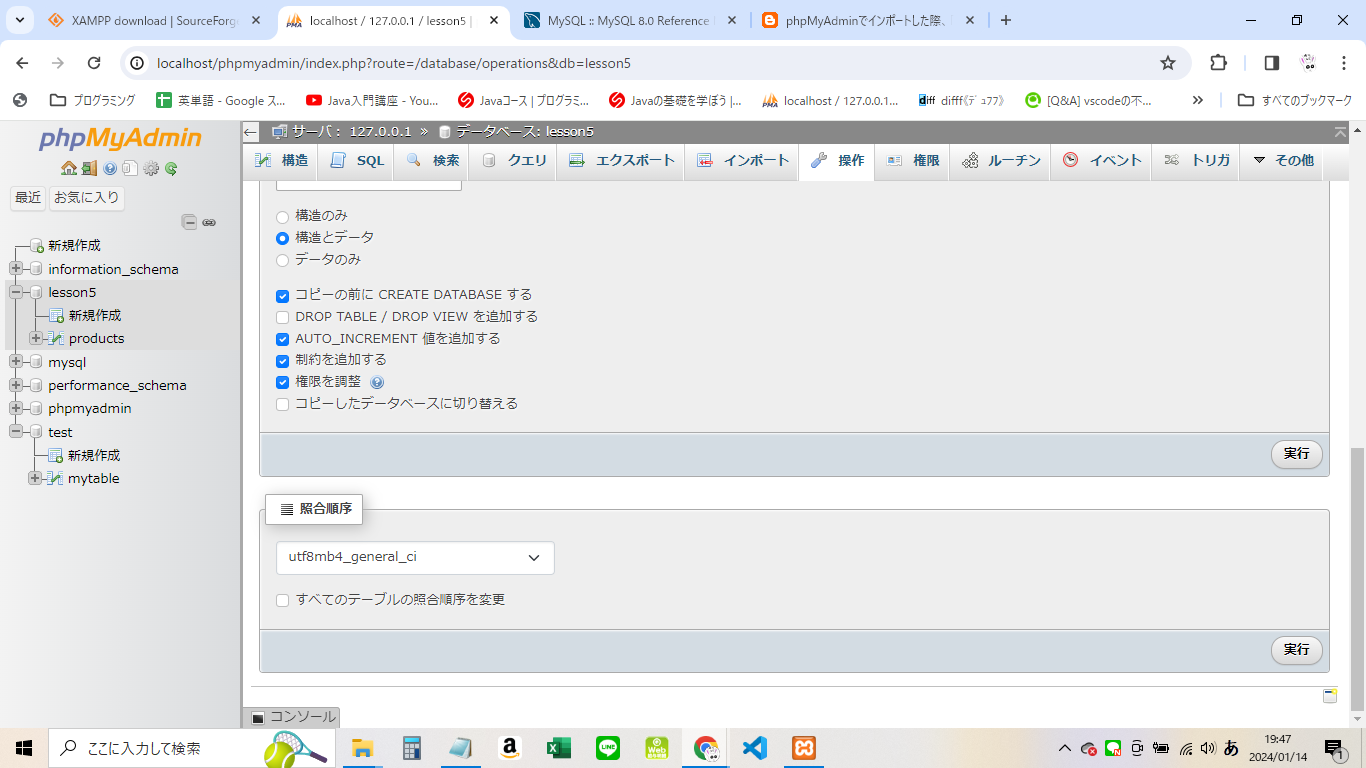 XAMPP download | SourceForg
localhost / 127.0.0.1 / lesson5 |
MySQL :: MySQL 8.0 Reference
phpMyAdminでインポートした際、
localhost/phpmyadmin/index.php?route=/database/operations&db=lesson5
プログラミング
英単語 - Google ス...
Java入門講座 - You...
Javaコース | プログラミ...
Javaの基礎を学ぼう |...
localhost / 127.0.0.1...
diff difff《ﾃﾞｭﾌﾌ》
[Q&A] vscodeの不...
すべてのブックマーク
phpMyAdmin
最近
お気に入り
新規作成
information_schema
lesson5
新規作成
products
mysql
performance_schema
phpmyadmin
test
新規作成
mytable
サーバ: 127.0.0.1 » データベース: lesson5
構造
SQL
検索
クエリ
エクスポート
インポート
操作
権限
ルーチン
イベント
トリガ
その他
構造のみ
構造とデータ
データのみ
コピーの前に CREATE DATABASE する
DROP TABLE / DROP VIEW を追加する
AUTO_INCREMENT 値を追加する
制約を追加する
権限を調整
コピーしたデータベースに切り替える
実行
照合順序
utf8mb4_general_ci
すべてのテーブルの照合順序を変更
実行
コンソール
ここに入力して検索
LINE
Web
あ
19:47
2024/01/14
1